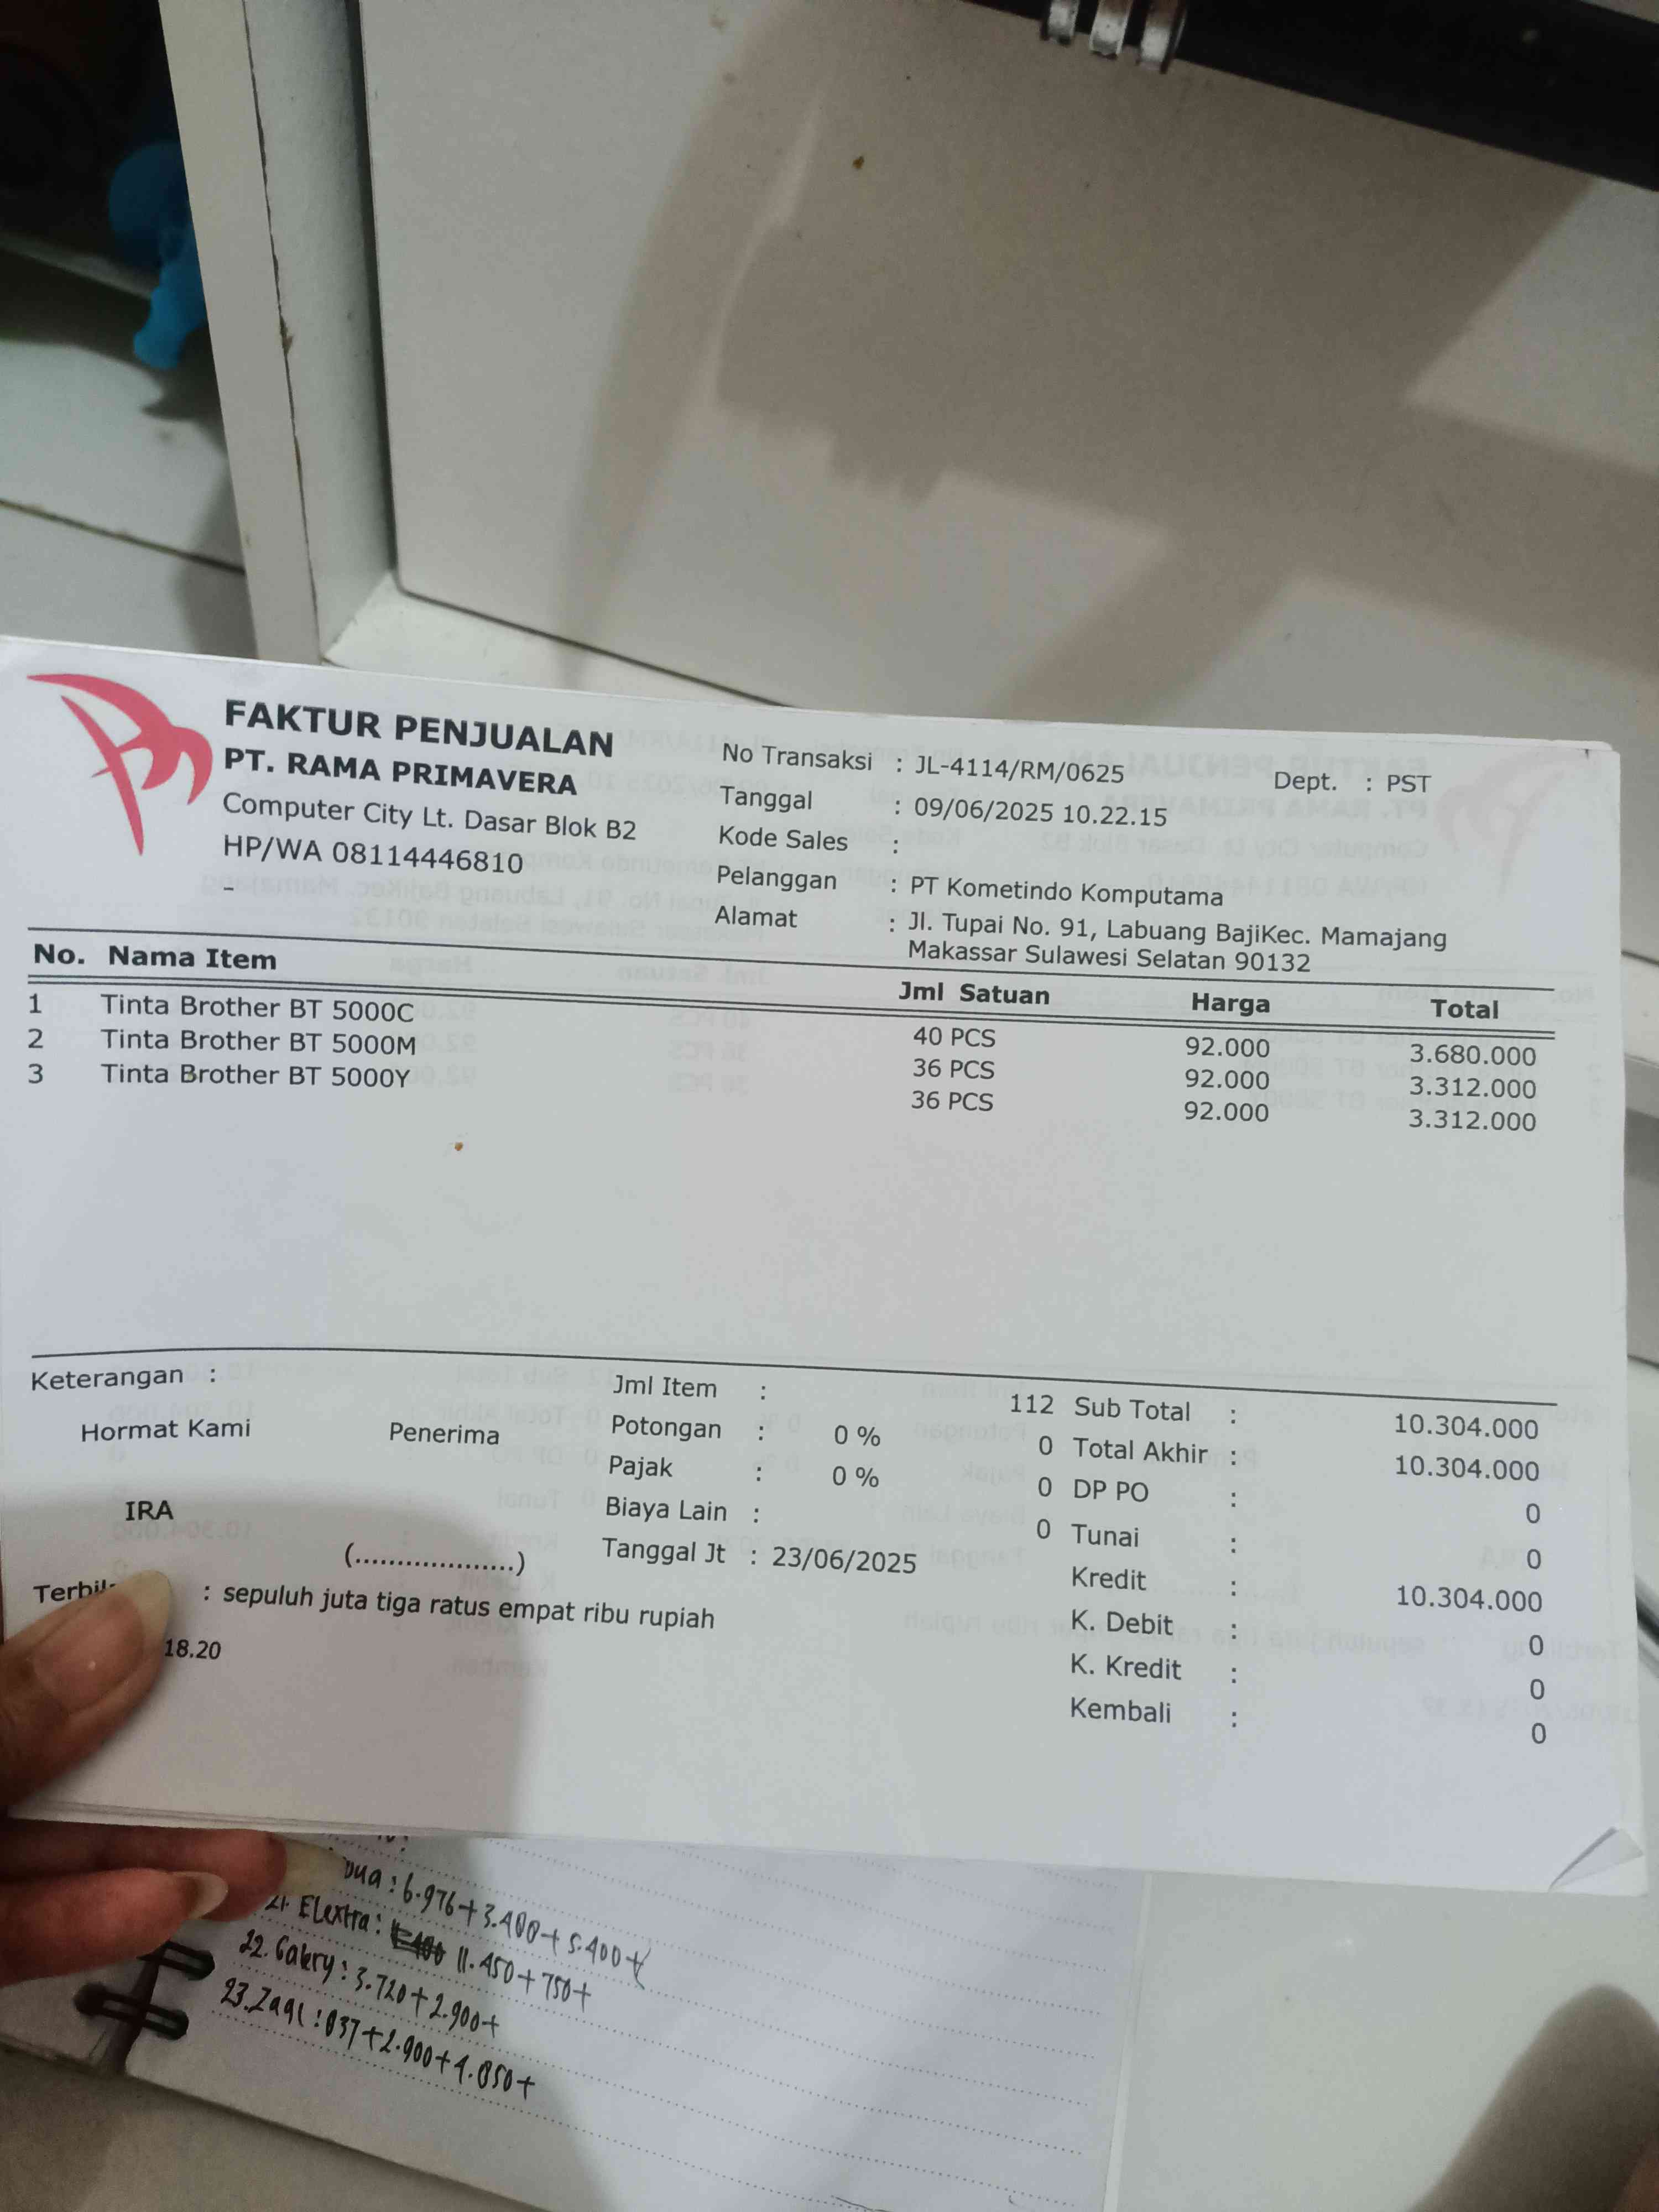 FAKTUR PENJUALAN
PT. RAMA PRIMAVERA
Computer City Lt. Dasar Blok B2
HP/WA 08114446810
-
No Transaksi : JL-4114/RM/0625 Dept. : PST
Tanggal : 09/06/2025 10.22.15
Kode Sales :
Pelanggan : PT Kometindo Komputama
Alamat : Jl. Tupai No. 91, Labuang BajiKec. Mamajang
Makassar Sulawesi Selatan 90132
No. Nama Item Jml Satuan Harga Total
1 Tinta Brother BT 5000C 40 PCS 92.000 3.680.000
2 Tinta Brother BT 5000M 36 PCS 92.000 3.312.000
3 Tinta Brother BT 5000Y 36 PCS 92.000 3.312.000
Keterangan :
Hormat Kami Penerima
IRA
(...................)
Jml Item : 112
Potongan : 0 % 0
Pajak : 0 % 0
Biaya Lain : 0
Tanggal Jt : 23/06/2025
Sub Total : 10.304.000
Total Akhir : 10.304.000
DP PO : 0
Tunai : 0
Kredit : 10.304.000
K. Debit : 0
K. Kredit : 0
Kembali : 0
: sepuluh juta tiga ratus empat ribu rupiah
18.20
: 6.976+3.400+5.400+
21. Elextra: 11.450+750+
22. Galery: 3.720+2.900+
23. : 037+2.900+